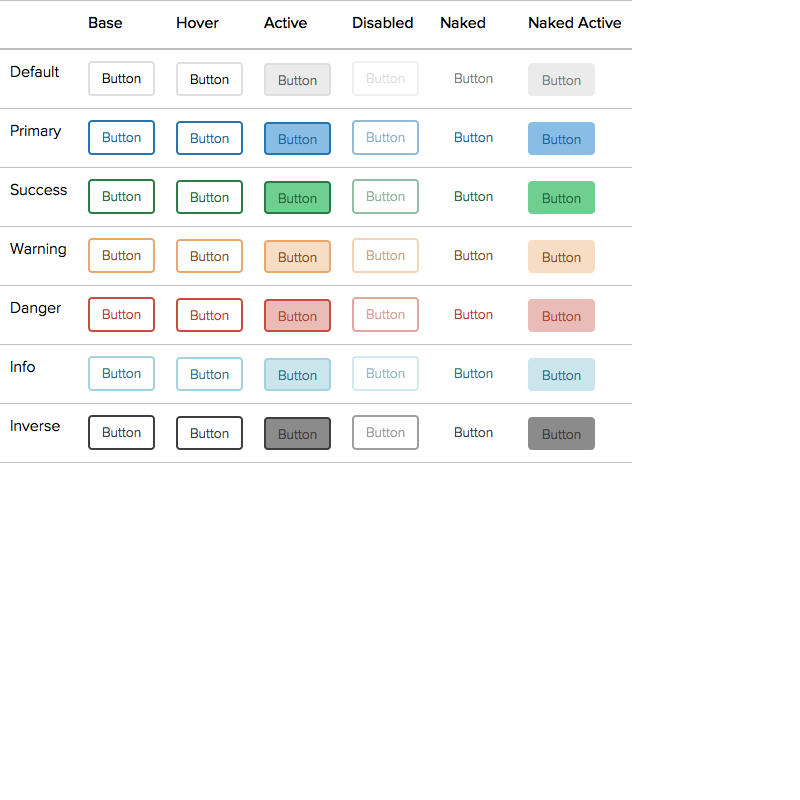 Base Hover Active Disabled Naked Naked Active
Default Button Button Button Button Button Button
Primary Button Button Button Button Button Button
Success Button Button Button Button Button Button
Warning Button Button Button Button Button Button
Danger Button Button Button Button Button Button
Info Button Button Button Button Button Button
Inverse Button Button Button Button Button Button